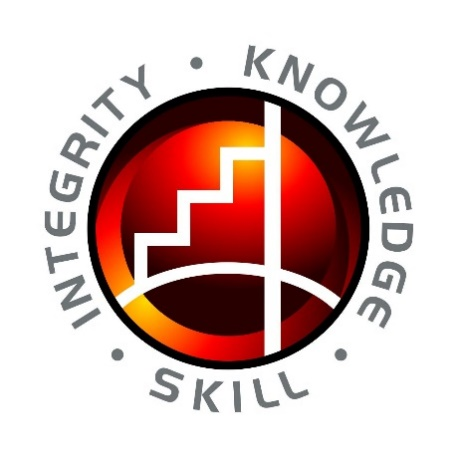 INTEGRITY • KNOWLEDGE • SKILL •